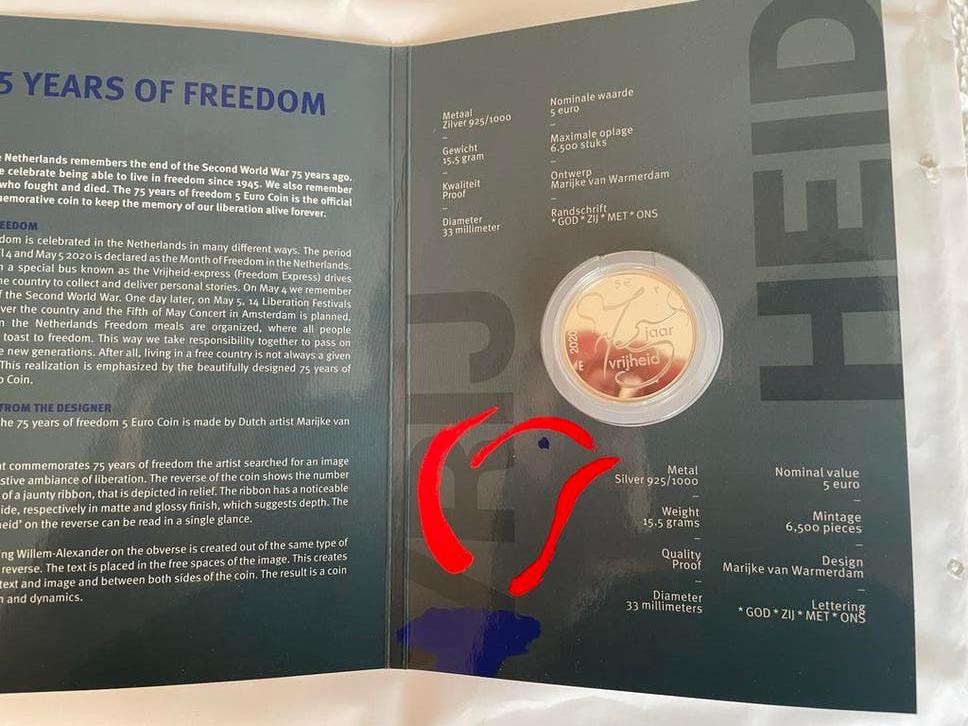 5 YEARS OF FREEDOM
Netherlands remembers the end of the Second World War 75 years ago.
celebrate being able to live in freedom since 1945. We also remember
who fought and died. The 75 years of freedom 5 Euro Coin is the official
memorative coin to keep the memory of our liberation alive forever.
EEDOM
dom is celebrated in the Netherlands in many different ways. The period
4 and May 5 2020 is declared as the Month of Freedom in the Netherlands.
a special bus known as the Vrijheid-express (Freedom Express) drives
he country to collect and deliver personal stories. On May 4 we remember
f the Second World War. One day later, on May 5, 14 Liberation Festivals
ver the country and the Fifth of May Concert in Amsterdam is planned.
n the Netherlands Freedom meals are organized, where all people
toast to freedom. This way we take responsibility together to pass on
e new generations. After all, living in a free country is not always a given
This realization is emphasized by the beautifully designed 75 years of
o Coin.
FROM THE DESIGNER
he 75 years of freedom 5 Euro Coin is made by Dutch artist Marijke van
t commemorates 75 years of freedom the artist searched for an image
stive ambiance of liberation. The reverse of the coin shows the number
of a jaunty ribbon, that is depicted in relief. The ribbon has a noticeable
ide, respectively in matte and glossy finish, which suggests depth. The
heid' on the reverse can be read in a single glance.
ng Willem-Alexander on the obverse is created out of the same type of
reverse. The text is placed in the free spaces of the image. This creates
text and image and between both sides of the coin. The result is a coin
n and dynamics.
Metaal
Zilver 925/1000
–
Gewicht
15.5 gram
–
Kwaliteit
Proof
–
Diameter
33 millimeter
Nominale waarde
5 euro
–
Maximale oplage
6.500 stuks
–
Ontwerp
Marijke van Warmerdam
–
Randschrift
* GOD * ZIJ * MET * ONS
VRIJ
HEID
5€
75 jaar
vrijheid
2020
Metal
Silver 925/1000
–
Weight
15.5 grams
–
Quality
Proof
–
Diameter
33 millimeters
Nominal value
5 euro
–
Mintage
6,500 pieces
–
Design
Marijke van Warmerdam
–
Lettering
* GOD * ZIJ * MET * ONS